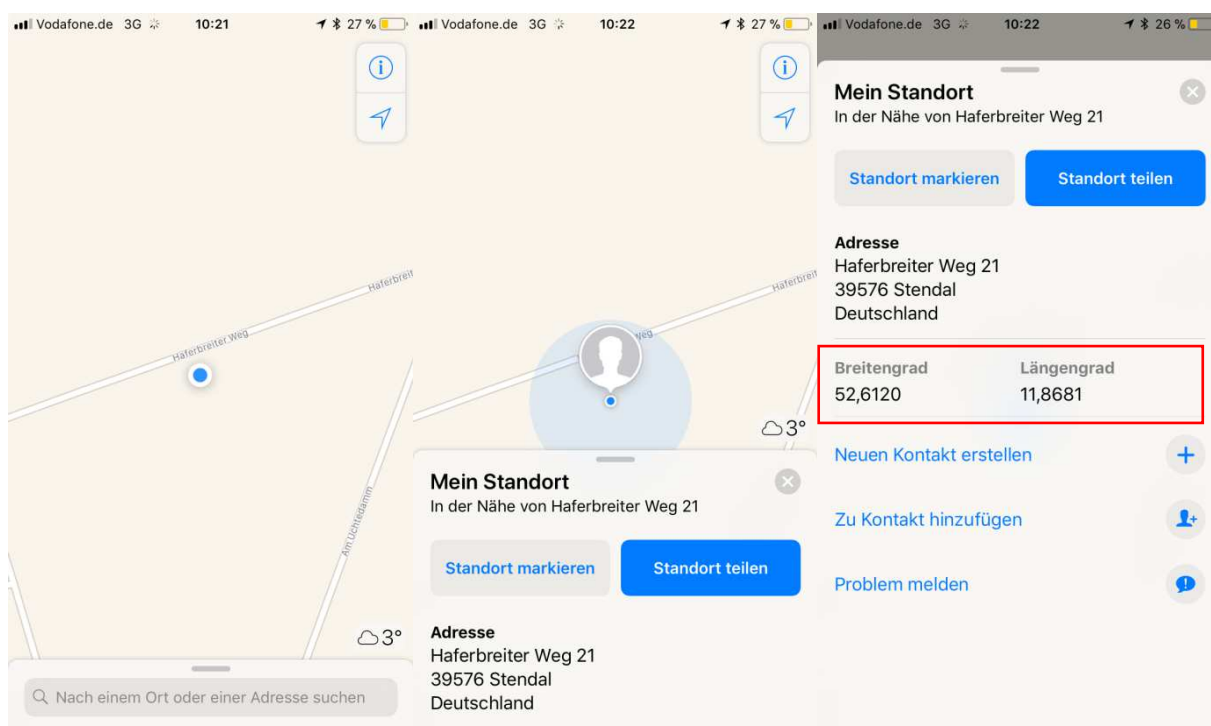 Vodafone.de 3G 10:21 27 %
Haferbreit
Haferbreiter Weg
Am Uchtedamm
3°
Nach einem Ort oder einer Adresse suchen
Vodafone.de 3G 10:22 27 %
Haferbreit
Weg
3°
Mein Standort
In der Nähe von Haferbreiter Weg 21
Standort markieren
Standort teilen
Adresse
Haferbreiter Weg 21
39576 Stendal
Deutschland
Vodafone.de 3G 10:22 26 %
Mein Standort
In der Nähe von Haferbreiter Weg 21
Standort markieren
Standort teilen
Adresse
Haferbreiter Weg 21
39576 Stendal
Deutschland
Breitengrad Längengrad
52,6120 11,8681
Neuen Kontakt erstellen
Zu Kontakt hinzufügen
Problem melden